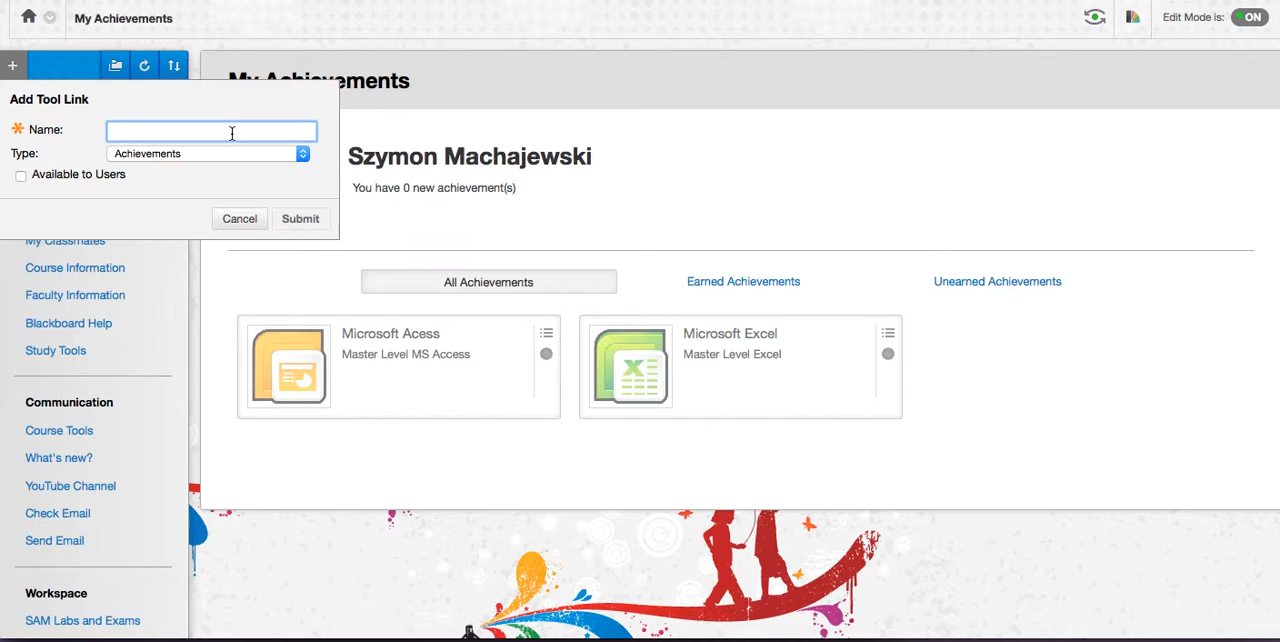 My Achievements
Edit Mode is: ON
My Achievements
Add Tool Link
Name:
Type: Achievements
Available to Users
Cancel Submit
Szymon Machajewski
You have 0 new achievement(s)
My Classmates
Course Information
Faculty Information
Blackboard Help
Study Tools
Communication
Course Tools
What's new?
YouTube Channel
Check Email
Send Email
Workspace
SAM Labs and Exams
All Achievements Earned Achievements Unearned Achievements
Microsoft Acess
Master Level MS Access
Microsoft Excel
Master Level Excel